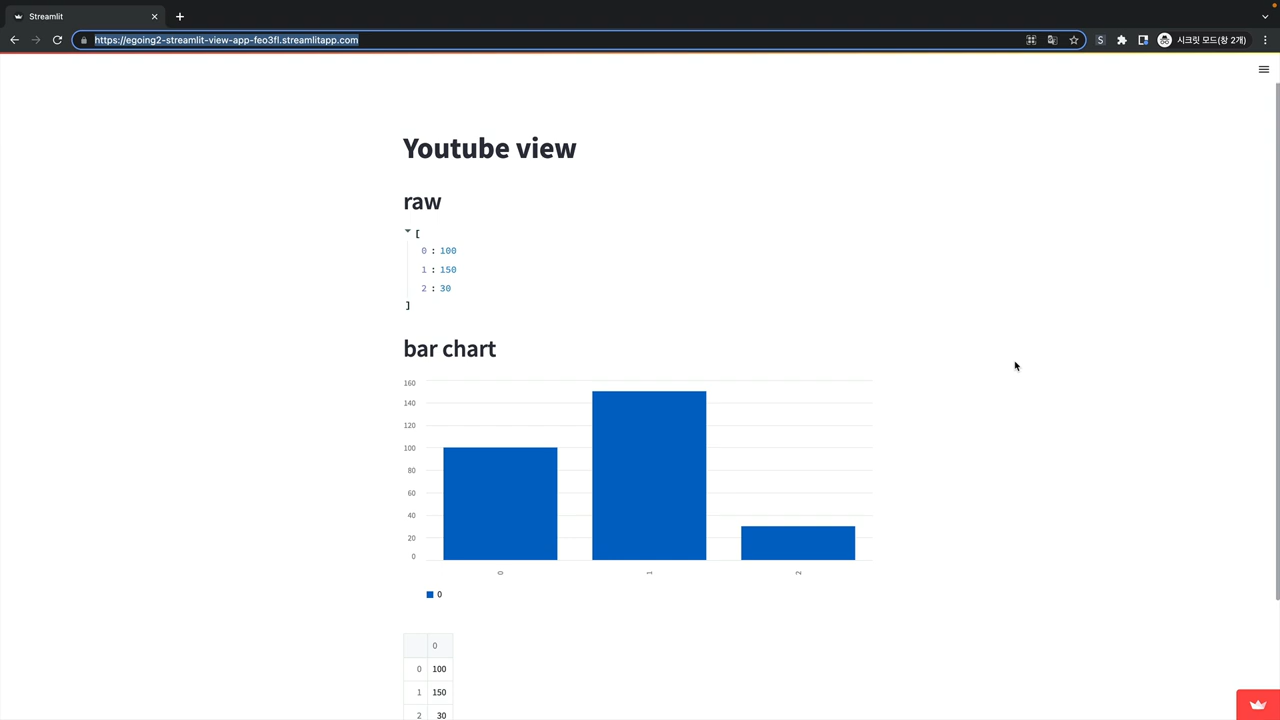 Streamlit
https://egoing2-streamlit-view-app-feo3fl.streamlitapp.com
시크릿 모드(창 2개)
Youtube view
raw
[
0 : 100
1 : 150
2 : 30
]
bar chart
160
140
120
100
80
60
40
20
0
0 1 2
0
0
0 100
1 150
2 30